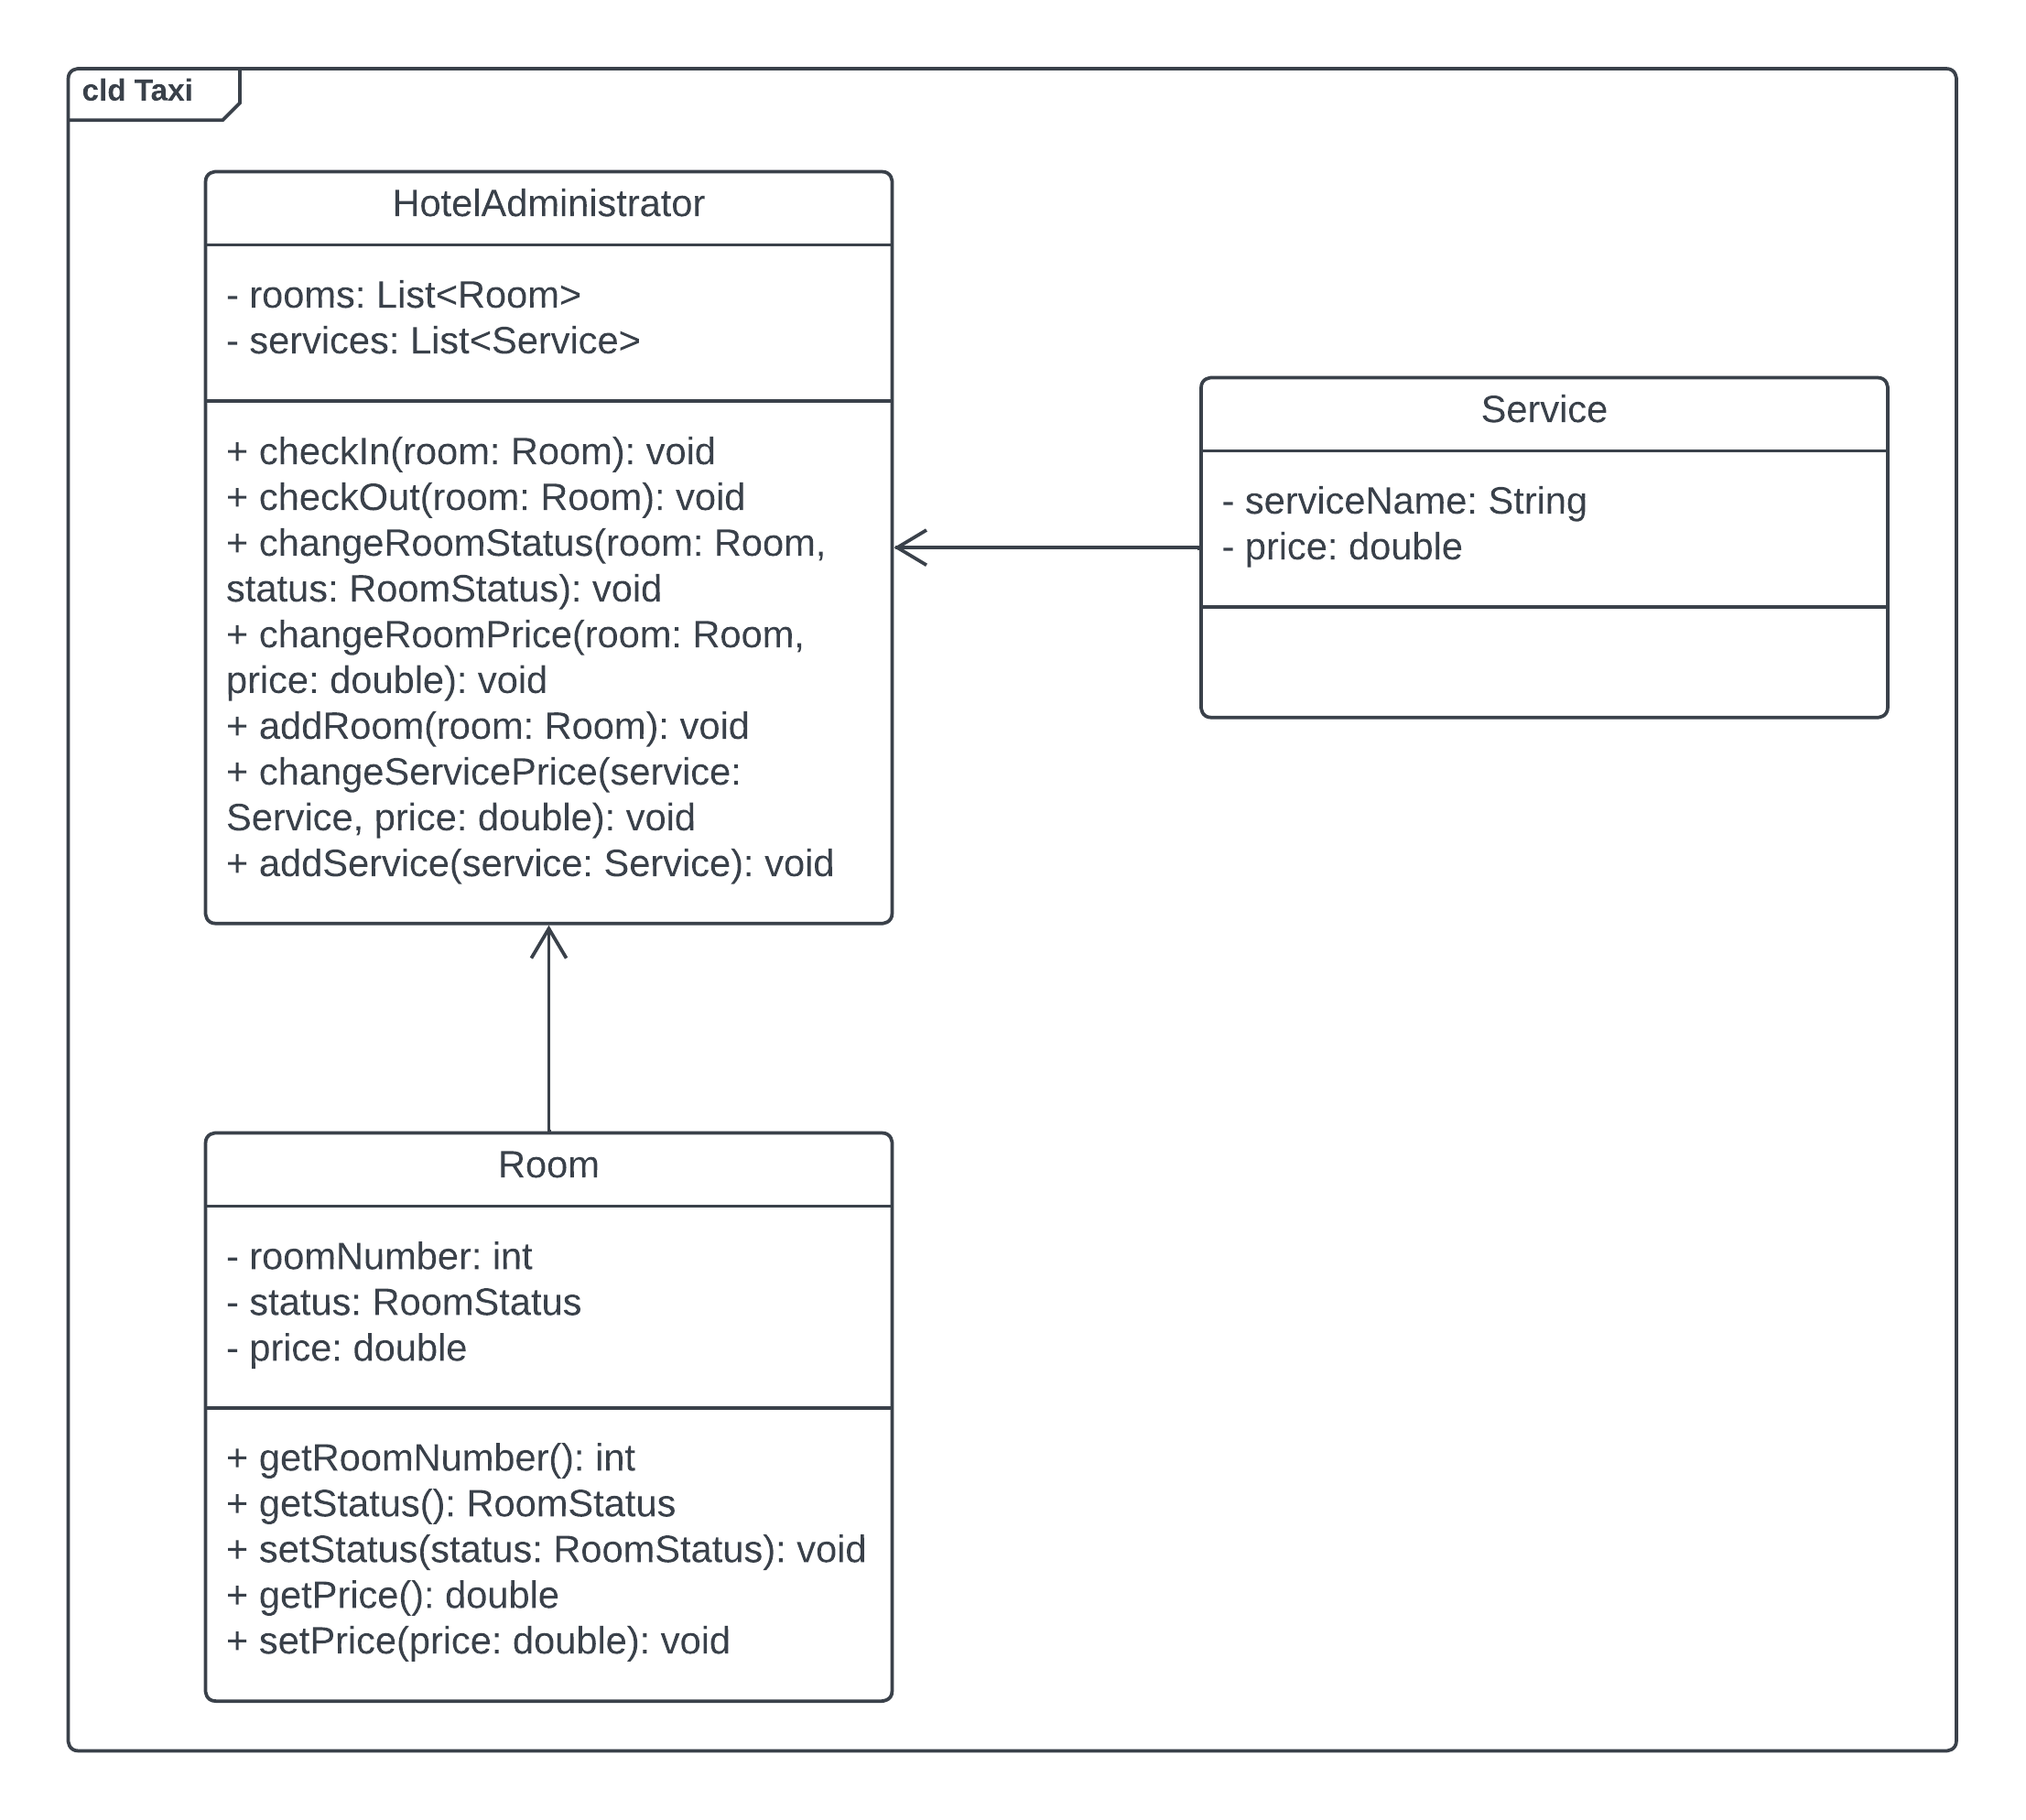 cld Taxi
HotelAdministrator
- rooms: List<Room>
- services: List<Service>
+ checkIn(room: Room): void
+ checkOut(room: Room): void
+ changeRoomStatus(room: Room,
status: RoomStatus): void
+ changeRoomPrice(room: Room,
price: double): void
+ addRoom(room: Room): void
+ changeServicePrice(service:
Service, price: double): void
+ addService(service: Service): void
Service
- serviceName: String
- price: double
Room
- roomNumber: int
- status: RoomStatus
- price: double
+ getRoomNumber(): int
+ getStatus(): RoomStatus
+ setStatus(status: RoomStatus): void
+ getPrice(): double
+ setPrice(price: double): void